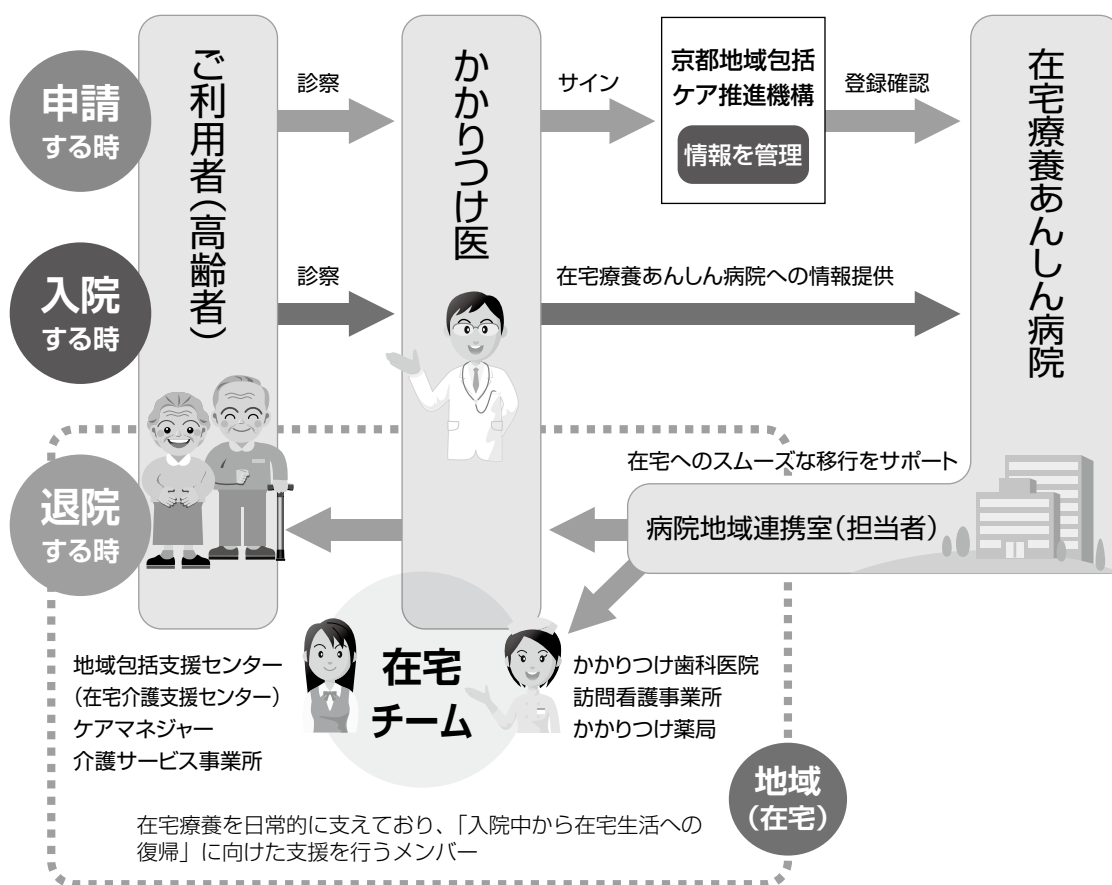 申請
する時
ご利用者(高齢者)
診察
かかりつけ医
サイン
京都地域包括
ケア推進機構
情報を管理
登録確認
在宅療養あんしん病院
入院
する時
診察
在宅療養あんしん病院への情報提供
退院
する時
在宅へのスムーズな移行をサポート
病院地域連携室(担当者)
地域包括支援センター
(在宅介護支援センター)
ケアマネジャー
介護サービス事業所
在宅
チーム
かかりつけ歯科医院
訪問看護事業所
かかりつけ薬局
地域
(在宅)
在宅療養を日常的に支えており、「入院中から在宅生活への
復帰」に向けた支援を行うメンバー